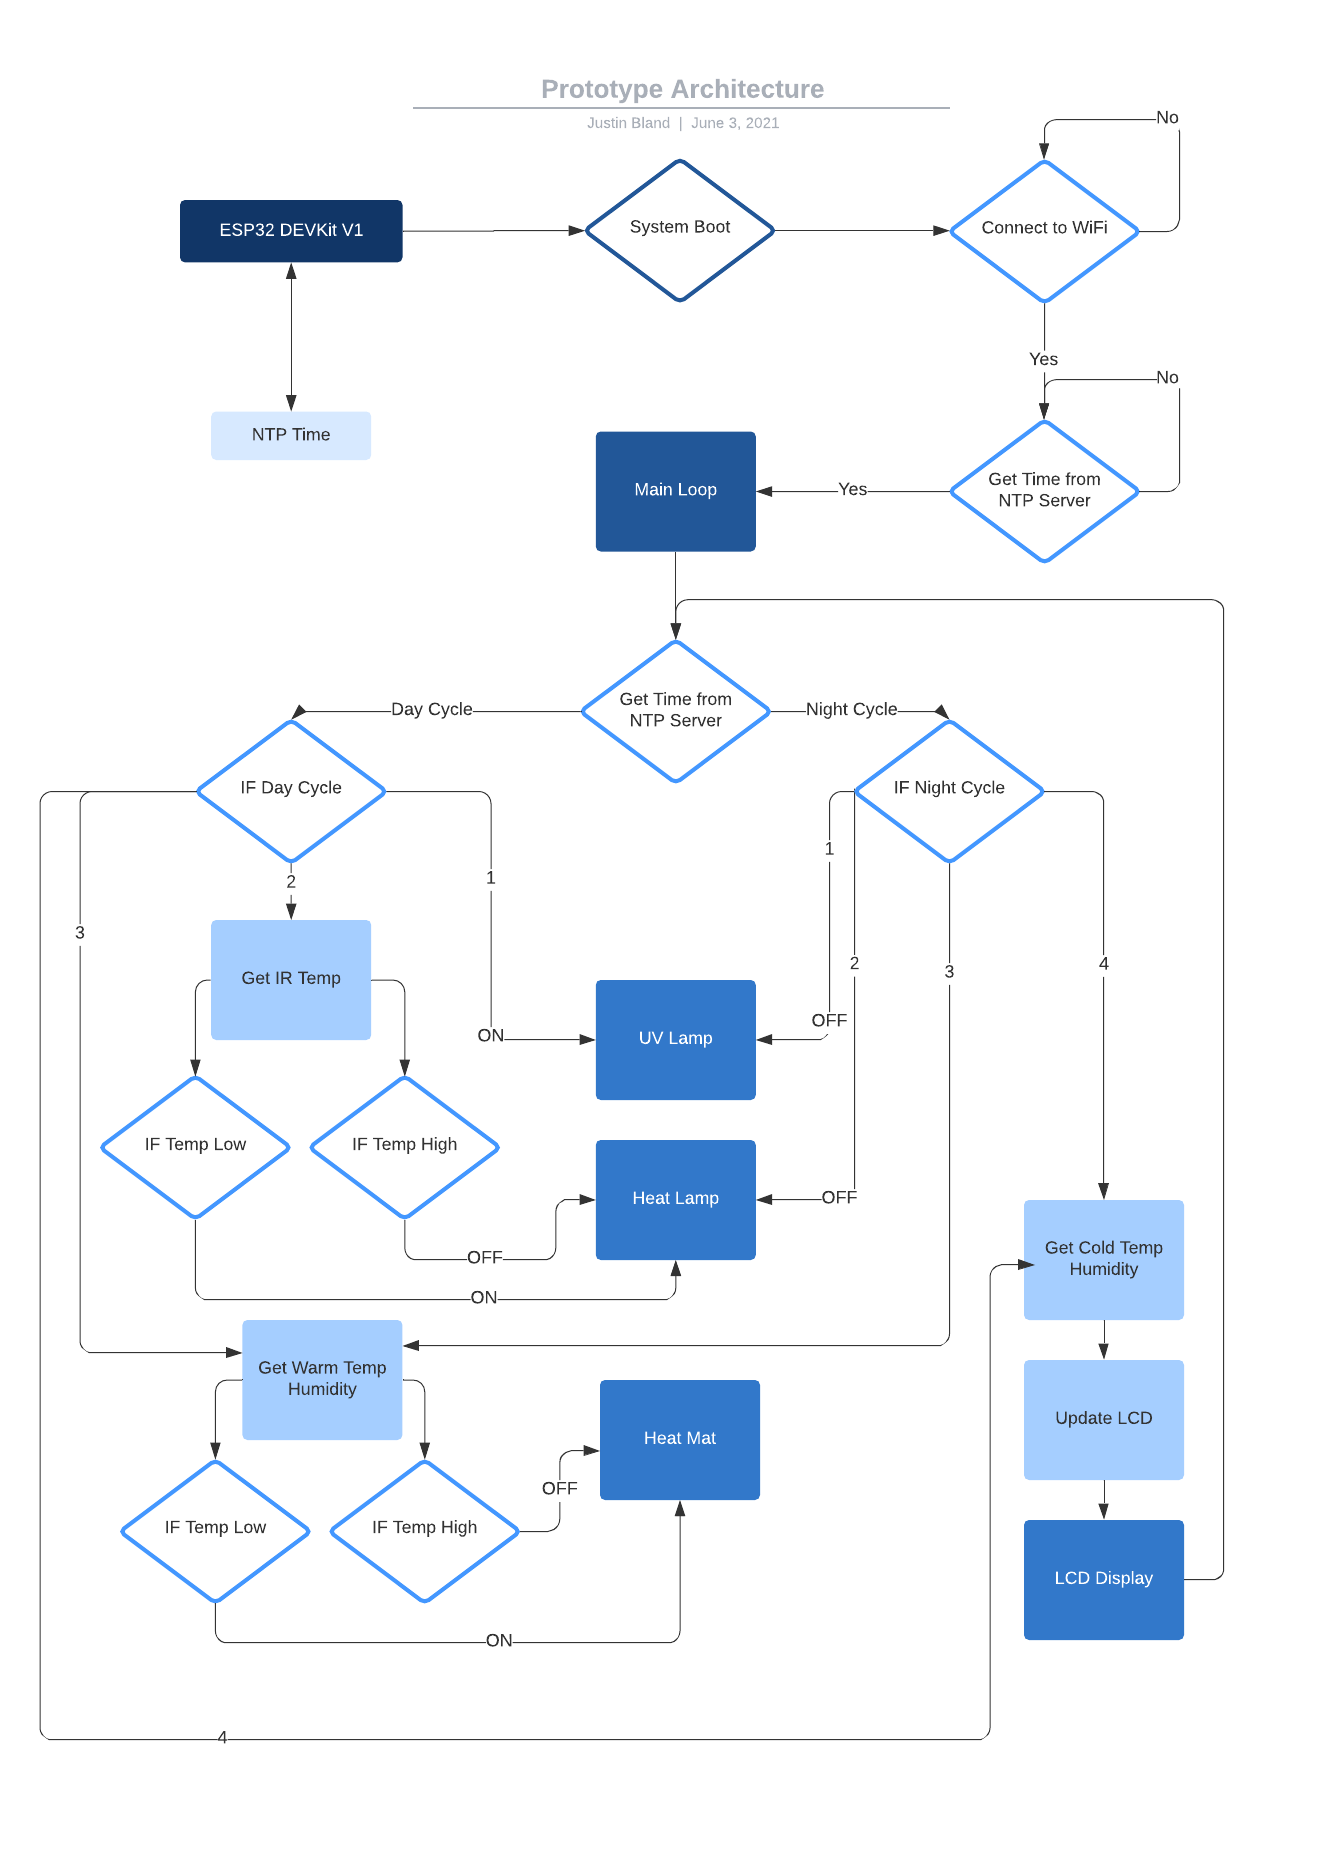 Prototype Architecture
Justin Bland | June 3, 2021
No
ESP32 DEVKit V1
System Boot
Connect to WiFi
Yes
No
NTP Time
Main Loop
Yes
Get Time from
NTP Server
Get Time from
NTP Server
Day Cycle
Night Cycle
IF Day Cycle
IF Night Cycle
1
2
1
3
2
3
4
Get IR Temp
ON
UV Lamp
OFF
IF Temp Low
IF Temp High
Heat Lamp
OFF
OFF
ON
Get Cold Temp
Humidity
Get Warm Temp
Humidity
Update LCD
Heat Mat
OFF
IF Temp Low
IF Temp High
LCD Display
ON
4